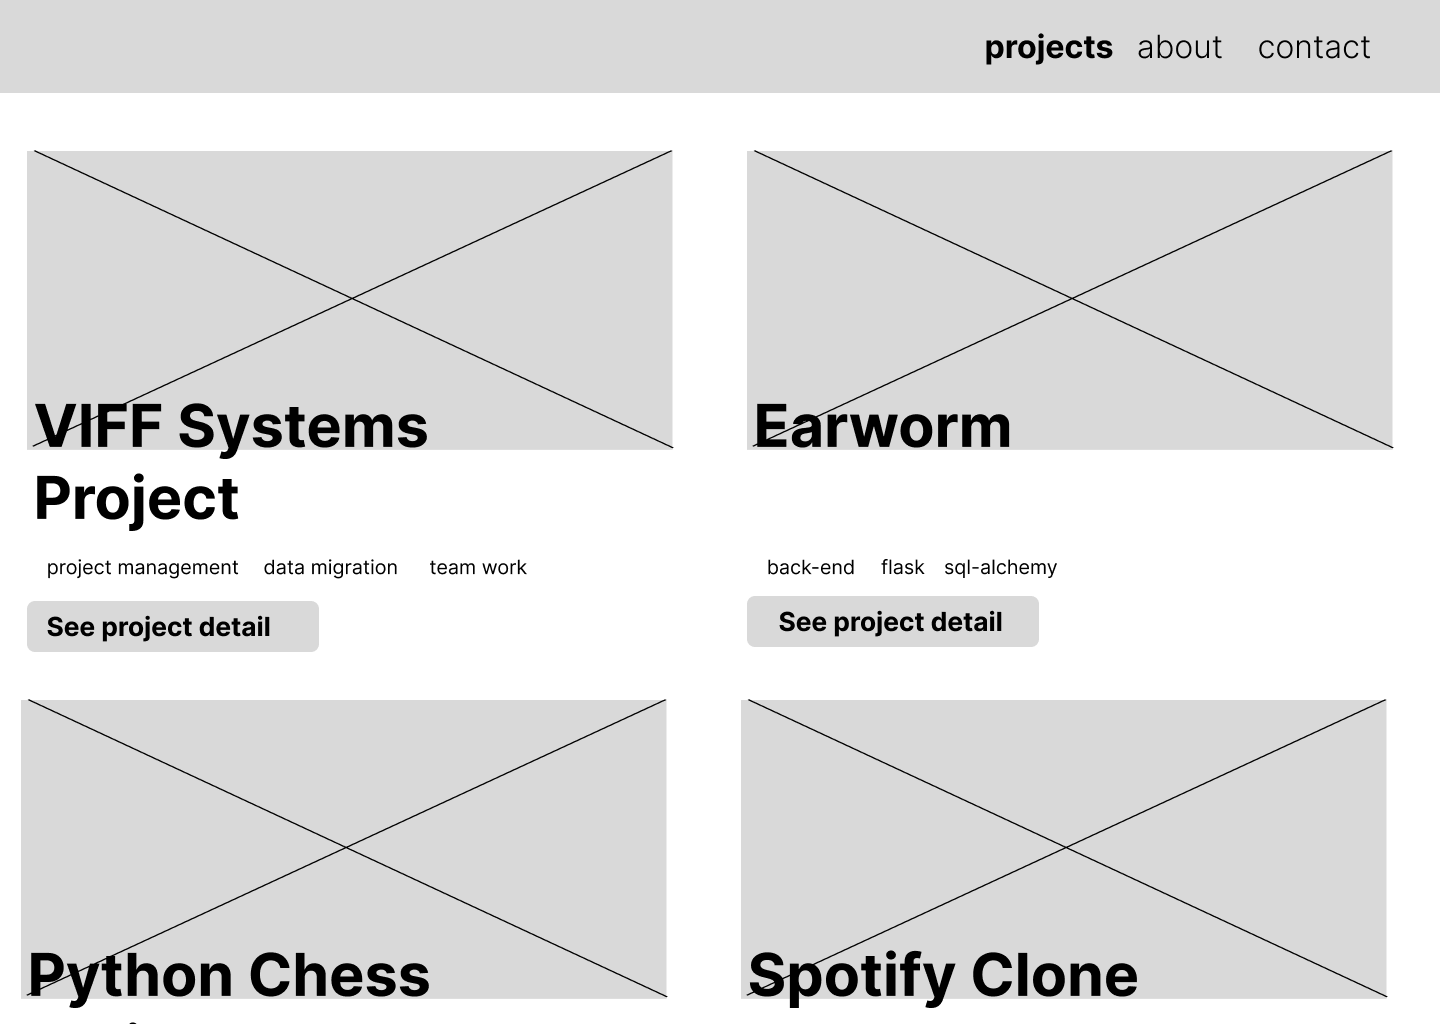 projects about contact
VIFF Systems
Project
project management data migration team work
See project detail
Earworm
back-end flask sql-alchemy
See project detail
Python Chess
Spotify Clone